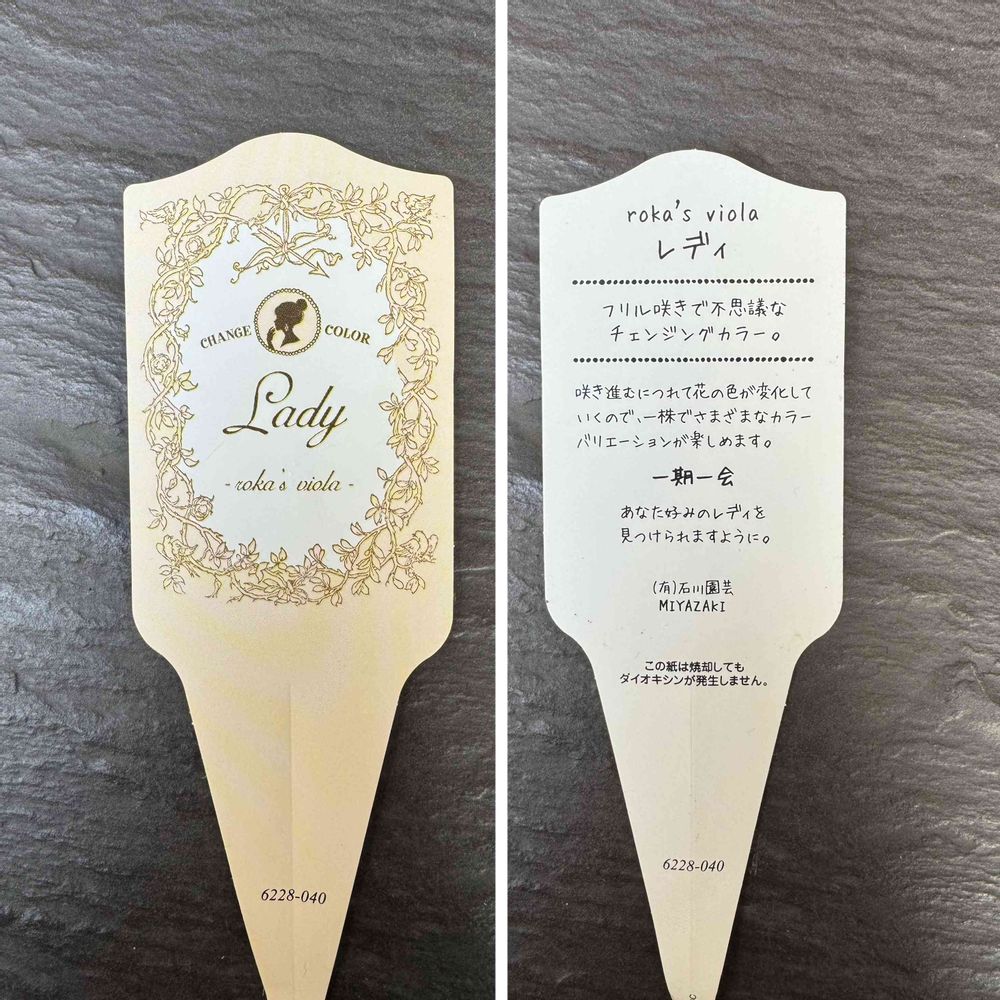 CHANGE COLOR
Lady
- roka's viola -
6228-040
roka's viola
レディ
フリル咲きで不思議な
チェンジングカラー。
咲き進むにつれて花の色が変化して
いくので、一株でさまざまなカラー
バリエーションが楽しめます。
一期一会
あなた好みのレディを
見つけられますように。
(有)石川園芸
MIYAZAKI
この紙は焼却しても
ダイオキシンが発生しません。
6228-040